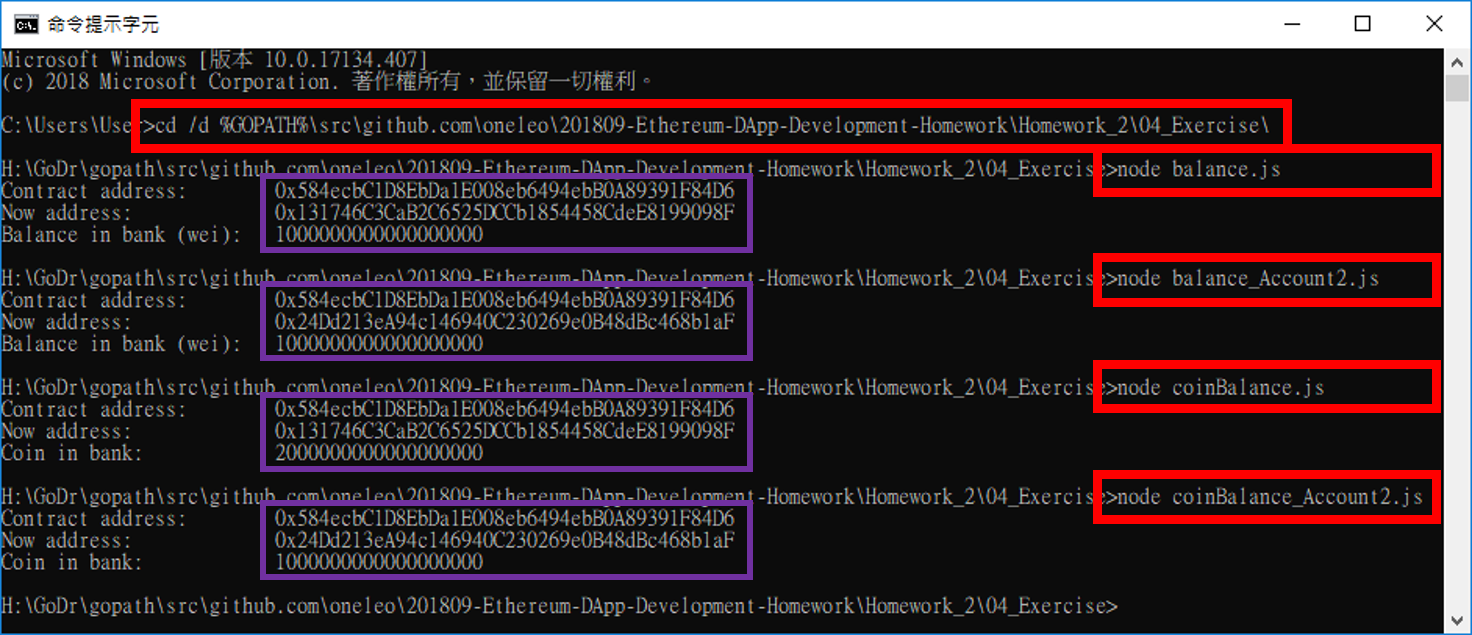 命令提示字元
Microsoft Windows [版本 10.0.17134.407]
(c) 2018 Microsoft Corporation. 著作權所有，並保留一切權利。
C:\Users\User>cd /d %GOPATH%\src\github.com\oneleo\201809-Ethereum-DApp-Development-Homework\Homework_2\04_Exercise\
H:\GoDr\gopath\src\github.com\oneleo\201809-Ethereum-DApp-Development-Homework\Homework_2\04_Exercise>node balance.js
Contract address: 0x584ecbC1D8EbDa1E008eb6494ebB0A89391F84D6
Now address: 0x131746C3CaB2C6525DCCb1854458CdeE8199098F
Balance in bank (wei): 1000000000000000000
H:\GoDr\gopath\src\github.com\oneleo\201809-Ethereum-DApp-Development-Homework\Homework_2\04_Exercise>node balance_Account2.js
Contract address: 0x584ecbC1D8EbDa1E008eb6494ebB0A89391F84D6
Now address: 0x24Dd213eA94c146940C230269e0B48dBc468b1aF
Balance in bank (wei): 1000000000000000000
H:\GoDr\gopath\src\github.com\oneleo\201809-Ethereum-DApp-Development-Homework\Homework_2\04_Exercise>node coinBalance.js
Contract address: 0x584ecbC1D8EbDa1E008eb6494ebB0A89391F84D6
Now address: 0x131746C3CaB2C6525DCCb1854458CdeE8199098F
Coin in bank: 2000000000000000000
H:\GoDr\gopath\src\github.com\oneleo\201809-Ethereum-DApp-Development-Homework\Homework_2\04_Exercise>node coinBalance_Account2.js
Contract address: 0x584ecbC1D8EbDa1E008eb6494ebB0A89391F84D6
Now address: 0x24Dd213eA94c146940C230269e0B48dBc468b1aF
Coin in bank: 1000000000000000000
H:\GoDr\gopath\src\github.com\oneleo\201809-Ethereum-DApp-Development-Homework\Homework_2\04_Exercise>